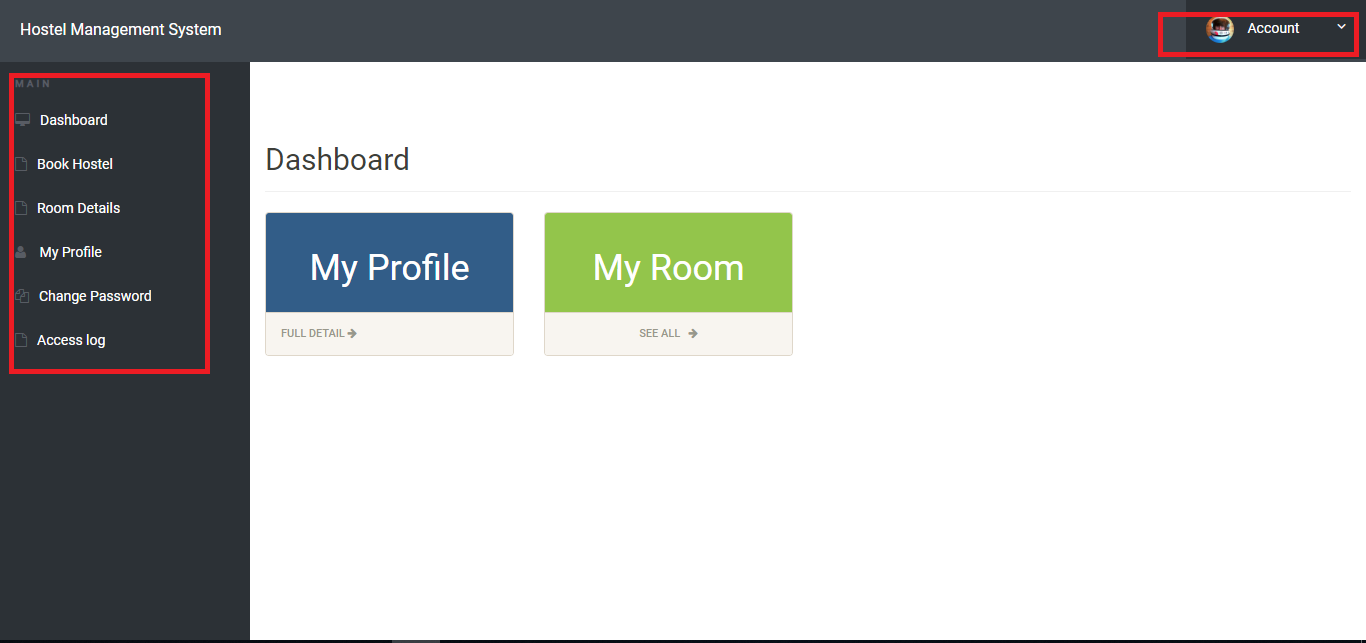 Hostel Management System
Account
MAIN
Dashboard
Book Hostel
Room Details
My Profile
Change Password
Access log
Dashboard
My Profile
FULL DETAIL
My Room
SEE ALL